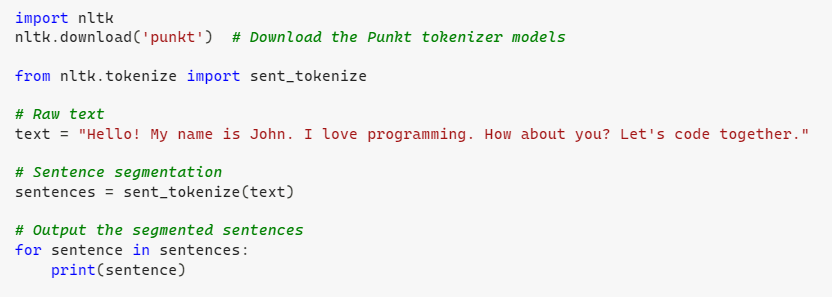 import nltk
nltk.download('punkt')  # Download the Punkt tokenizer models
from nltk.tokenize import sent_tokenize
# Raw text
text = "Hello! My name is John. I love programming. How about you? Let's code together."
# Sentence segmentation
sentences = sent_tokenize(text)
# Output the segmented sentences
for sentence in sentences:
    print(sentence)